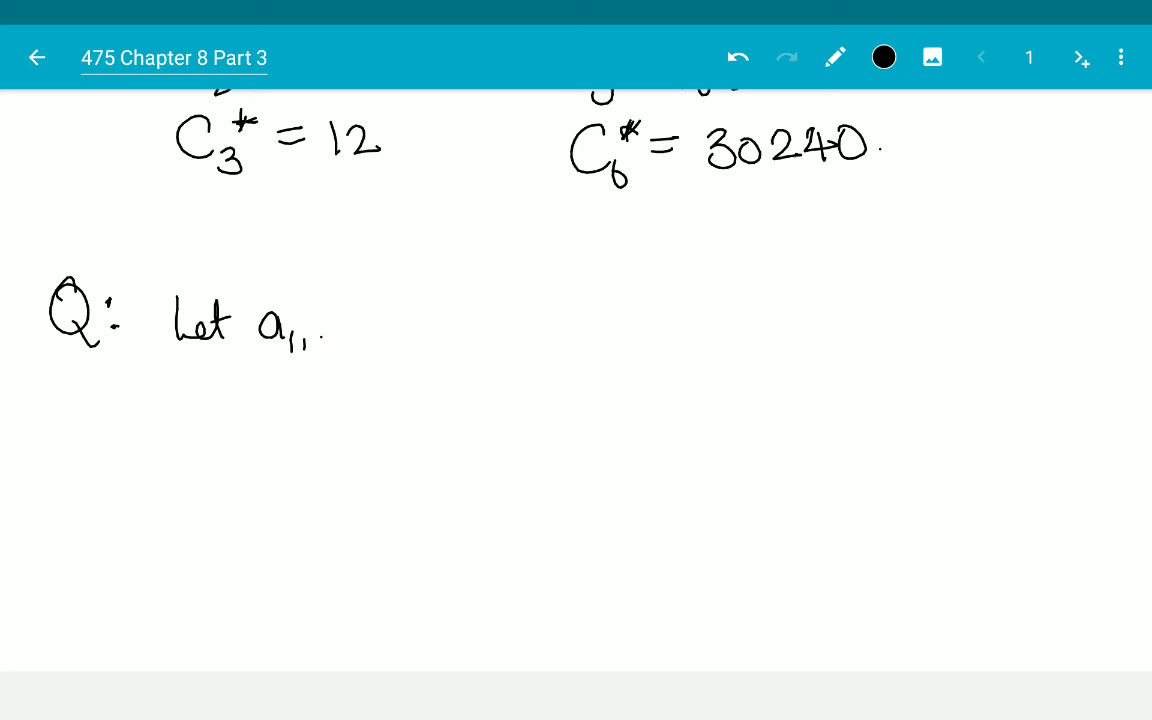 475 Chapter 8 Part 3
1
C₃* = 12 C₆* = 30240.
Q: Let a₁,